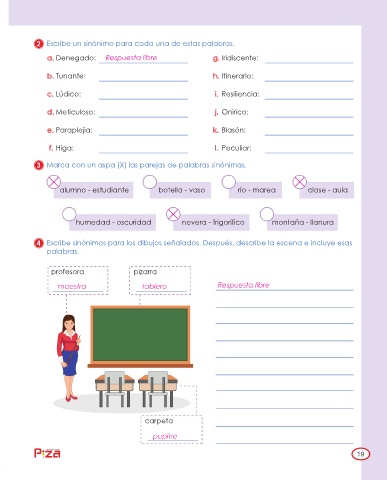 2 Escribe un sinónimo para cada una de estas palabras.
a. Denegado: Respuesta libre g. Iridiscente:
b. Tunante: h. Itinerario:
c. Lúdico: i. Resiliencia:
d. Meticuloso: j. Onírico:
e. Paraplejia: k. Blasón:
f. Higa: l. Peculiar:
3 Marca con un aspa (X) las parejas de palabras sinónimas.
alumno - estudiante botella - vaso río - marea clase - aula
humedad - oscuridad nevera - frigorífico montaña - llanura
4 Escribe sinónimos para los dibujos señalados. Después, describe la escena e incluye esas
palabras.
profesora pizarra
maestra tablero Respuesta libre
carpeta
pupitre
Pizza
19